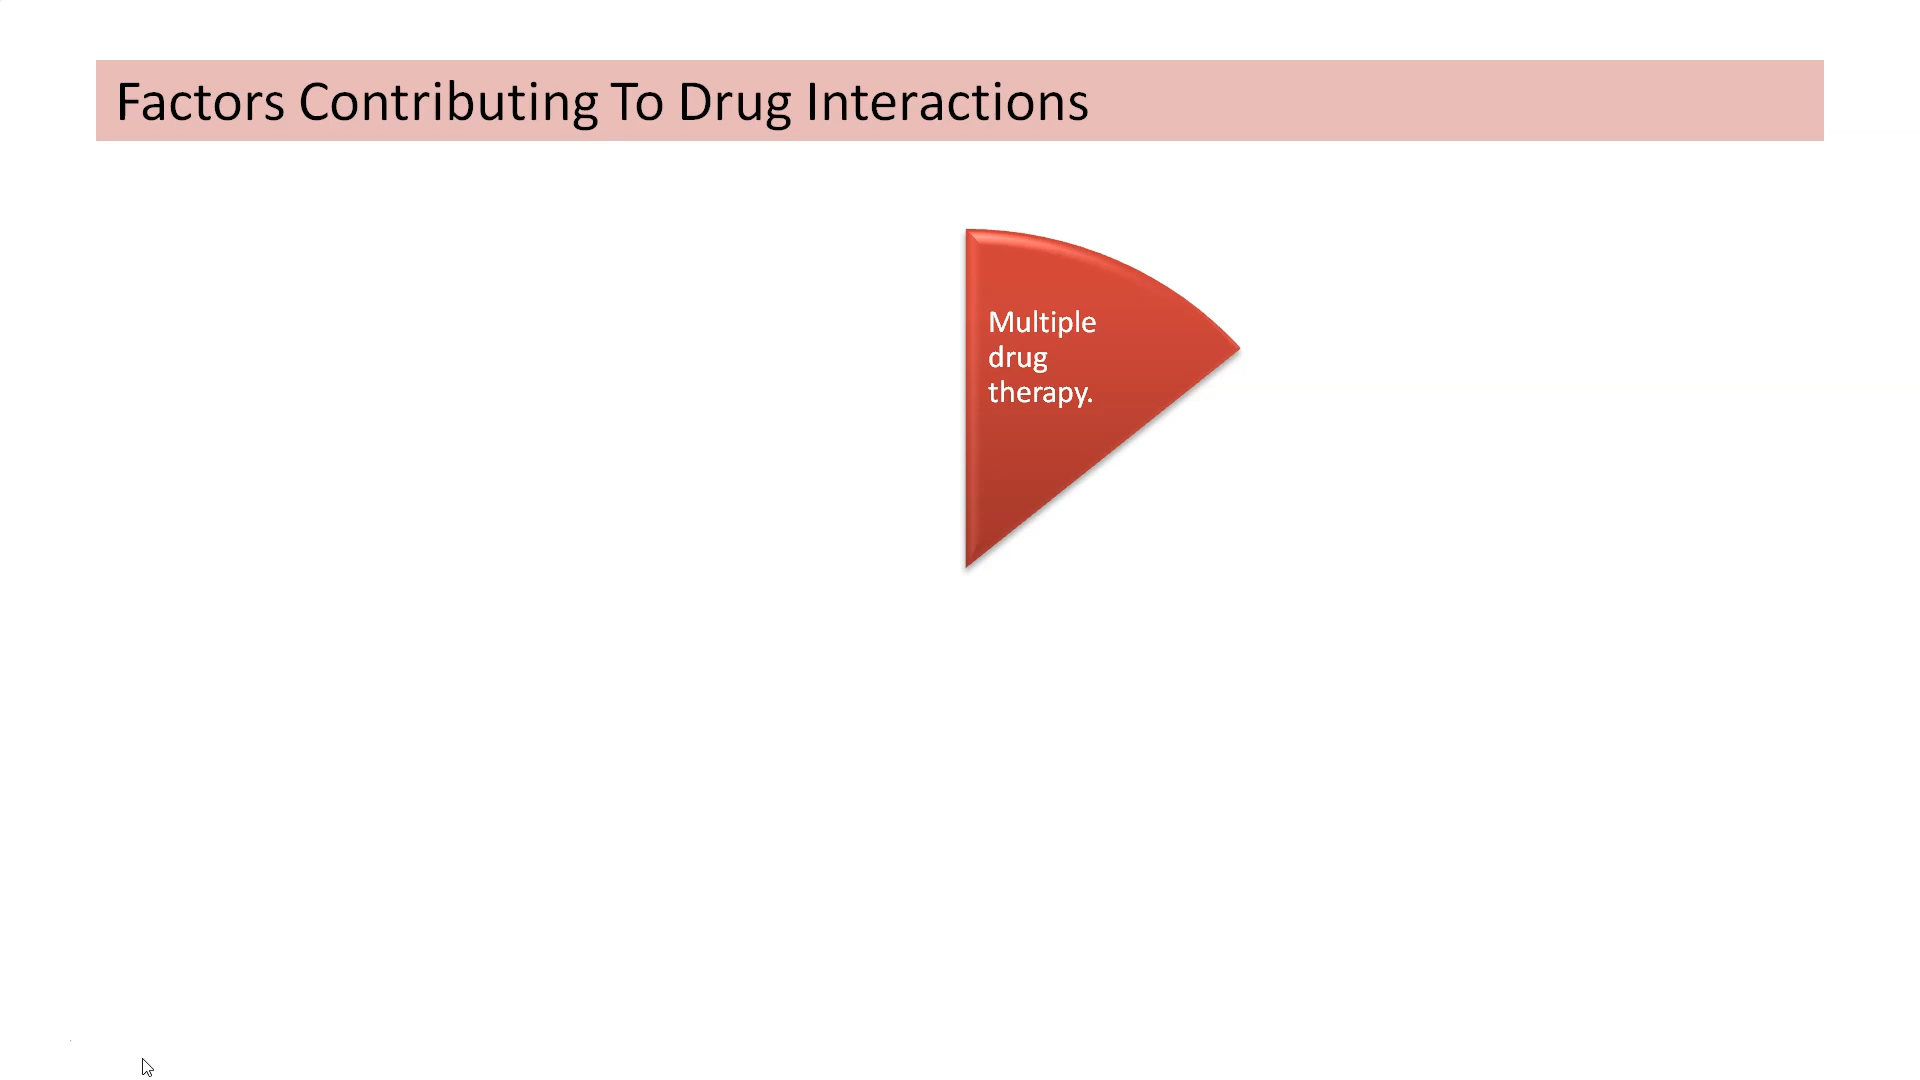 Factors Contributing To Drug Interactions
Multiple
drug
therapy.